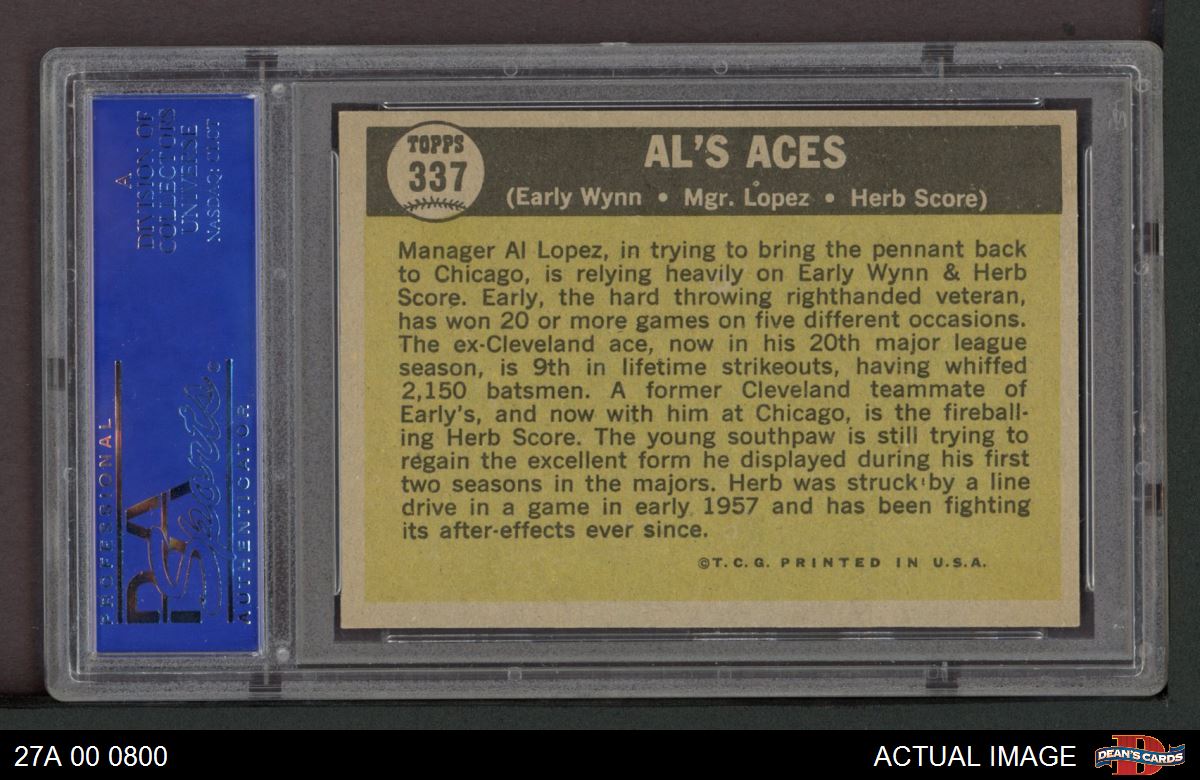 A
DIVISION OF
COLLECTORS
UNIVERSE
NASDAQ: CLCT
PROFESSIONAL
PSA
Sports
AUTHENTICATOR
TOPPS
337
AL'S ACES
(Early Wynn • Mgr. Lopez • Herb Score)
Manager Al Lopez, in trying to bring the pennant back
to Chicago, is relying heavily on Early Wynn & Herb
Score. Early, the hard throwing righthanded veteran,
has won 20 or more games on five different occasions.
The ex-Cleveland ace, now in his 20th major league
season, is 9th in lifetime strikeouts, having whiffed
2,150 batsmen. A former Cleveland teammate of
Early's, and now with him at Chicago, is the fireball-
ing Herb Score. The young southpaw is still trying to
regain the excellent form he displayed during his first
two seasons in the majors. Herb was struck by a line
drive in a game in early 1957 and has been fighting
its after-effects ever since.
©T.C.G. PRINTED IN U.S.A.
27A 00 0800
ACTUAL IMAGE
DEAN'S CARDS